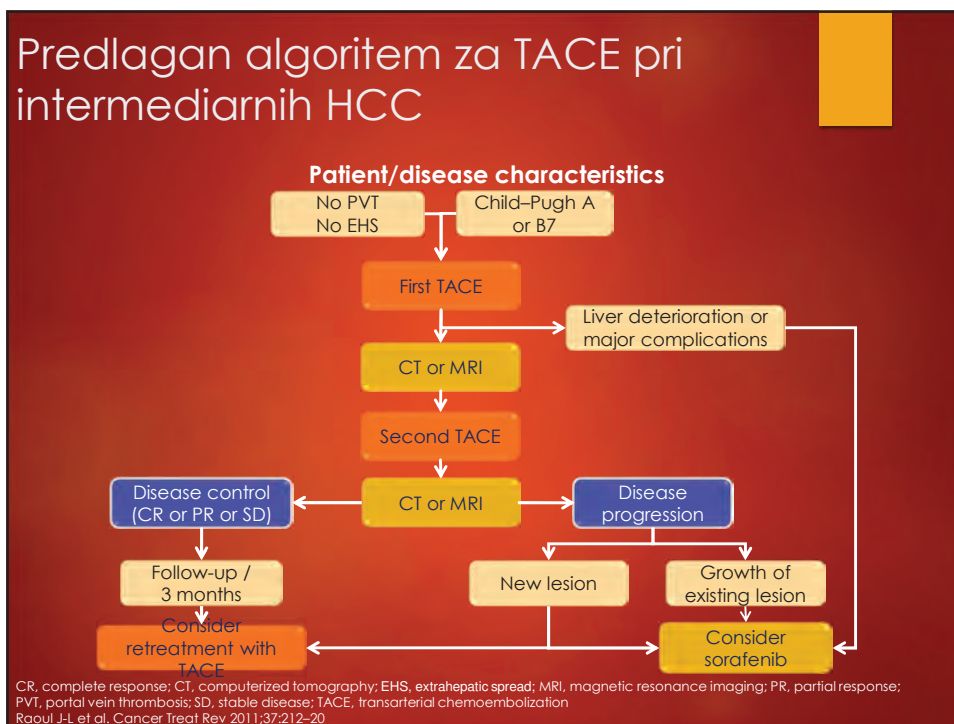 Predlagan algoritem za TACE pri
intermediarnih HCC
Patient/disease characteristics
No PVT
No EHS
Child–Pugh A
or B7
First TACE
Liver deterioration or
major complications
CT or MRI
Second TACE
Disease control
(CR or PR or SD)
CT or MRI
Disease
progression
Follow-up /
3 months
New lesion
Growth of
existing lesion
Consider
retreatment with
TACE
Consider
sorafenib
CR, complete response; CT, computerized tomography; EHS, extrahepatic spread; MRI, magnetic resonance imaging; PR, partial response;
PVT, portal vein thrombosis; SD, stable disease; TACE, transarterial chemoembolization
Raoul J-L et al. Cancer Treat Rev 2011;37:212–20